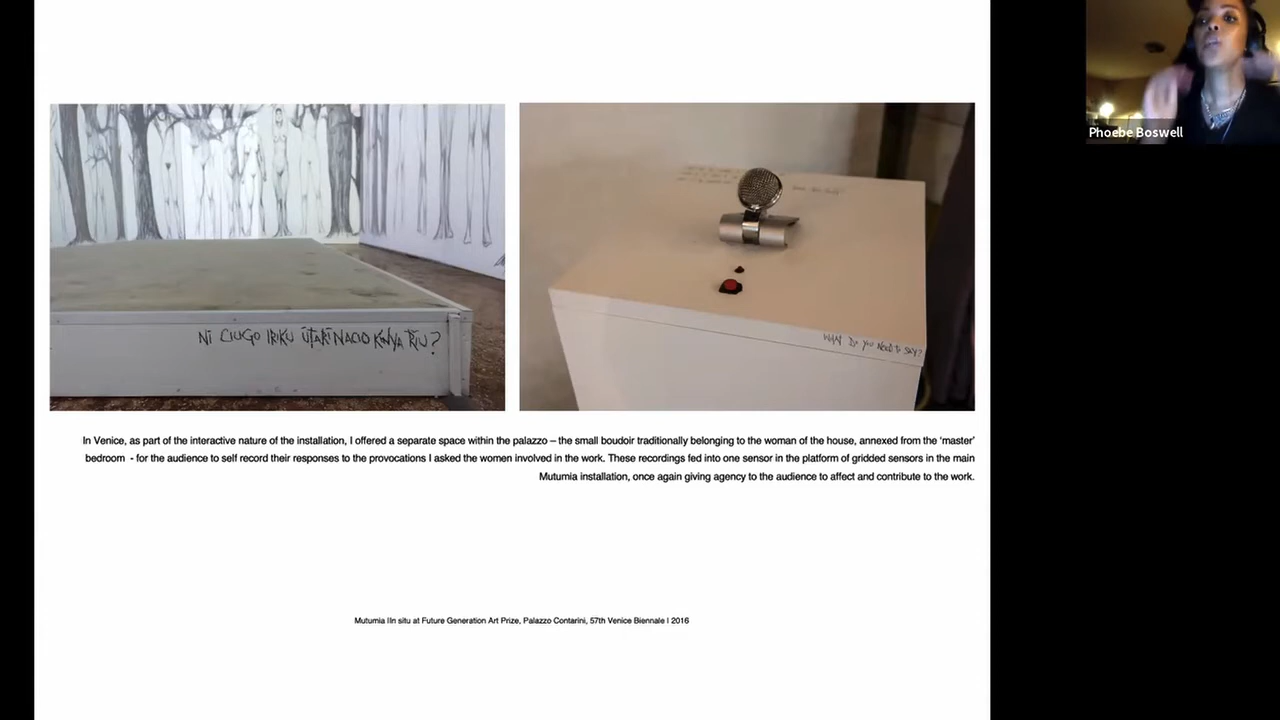 Phoebe Boswell
NI CIUGO IRIKU ŨTARĨ NACIO KĨNYA RĨU?
WHAT DO YOU NEED TO SAY?
In Venice, as part of the interactive nature of the installation, I offered a separate space within the palazzo – the small boudoir traditionally belonging to the woman of the house, annexed from the ‘master’
bedroom - for the audience to self record their responses to the provocations I asked the women involved in the work. These recordings fed into one sensor in the platform of gridded sensors in the main
Mutumia installation, once again giving agency to the audience to affect and contribute to the work.
Mutumia |In situ at Future Generation Art Prize, Palazzo Contarini, 57th Venice Biennale | 2016